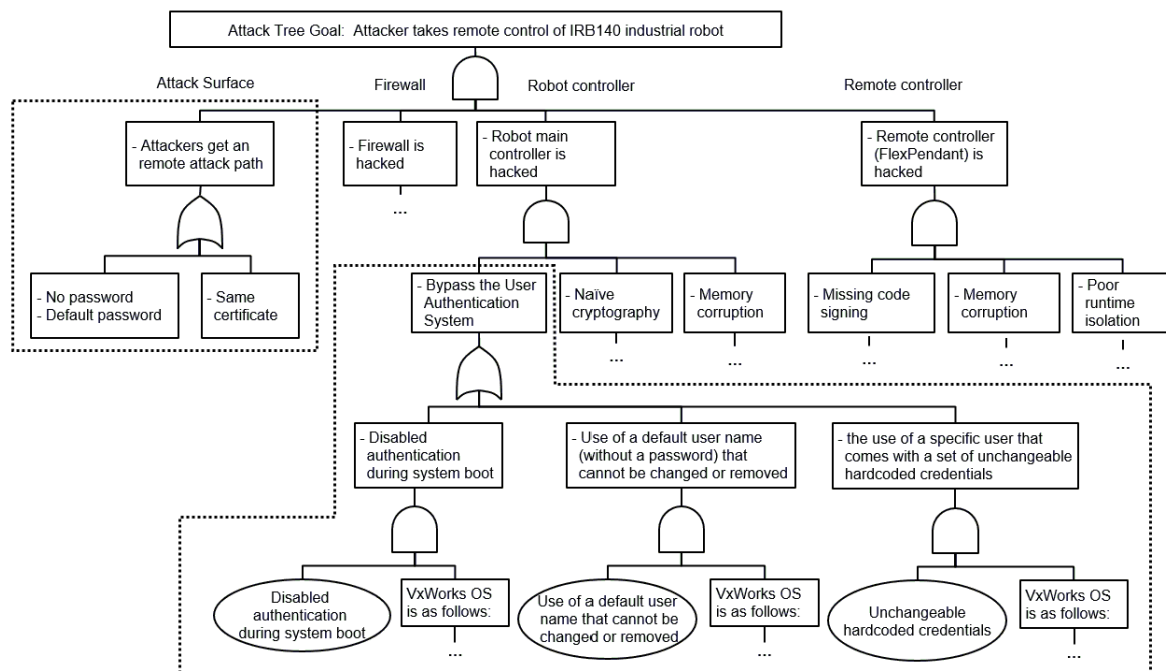 Attack Tree Goal:  Attacker takes remote control of IRB140 industrial robot
Attack Surface
Firewall
Robot controller
Remote controller
- Attackers get an
remote attack path
- Firewall is
hacked
...
- Robot main
controller is
hacked
- Remote controller
(FlexPendant) is
hacked
- No password
- Default password
- Same
certificate
- Bypass the User
Authentication
System
- Naïve
cryptography
...
- Memory
corruption
...
- Missing code
signing
...
- Memory
corruption
...
- Poor
runtime
isolation
...
- Disabled
authentication
during system boot
- Use of a default user name
(without a password) that
cannot be changed or removed
- the use of a specific user that
comes with a set of unchangeable
hardcoded credentials
Disabled
authentication
during system boot
VxWorks OS
is as follows:
...
Use of a default user
name that cannot be
changed or removed
VxWorks OS
is as follows:
...
Unchangeable
hardcoded credentials
VxWorks OS
is as follows:
...